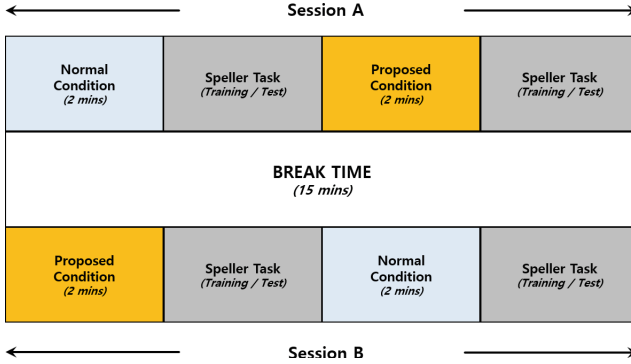 Session A
Normal
Condition
(2 mins)
Speller Task
(Training / Test)
Proposed
Condition
(2 mins)
Speller Task
(Training / Test)
BREAK TIME
(15 mins)
Proposed
Condition
(2 mins)
Speller Task
(Training / Test)
Normal
Condition
(2 mins)
Speller Task
(Training / Test)
Session B